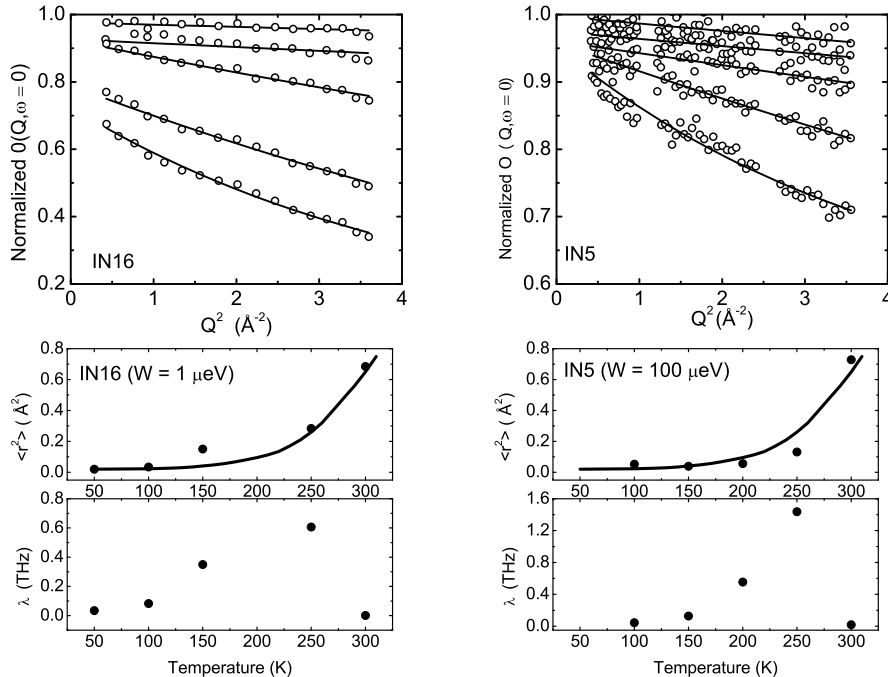 Normalized 0(Q,ω=0)
1.0
0.8
0.6
0.4
0.2
IN16
0 1 2 3 4
Q² (Å⁻²)
Normalized O ( Q,ω=0)
1.0
0.9
0.8
0.7
0.6
IN5
0 1 2 3 4
Q²(Å⁻²)
<r²> ( Å²)
0.8
0.6
0.4
0.2
0.0
IN16 (W = 1 μeV)
50 100 150 200 250 300
λ (THz)
0.8
0.6
0.4
0.2
0.0
50 100 150 200 250 300
Temperature (K)
<r²> ( Å²)
0.8
0.6
0.4
0.2
0.0
IN5 (W = 100 μeV)
50 100 150 200 250 300
λ (THz)
1.6
1.2
0.8
0.4
0.0
50 100 150 200 250 300
Temperature (K)